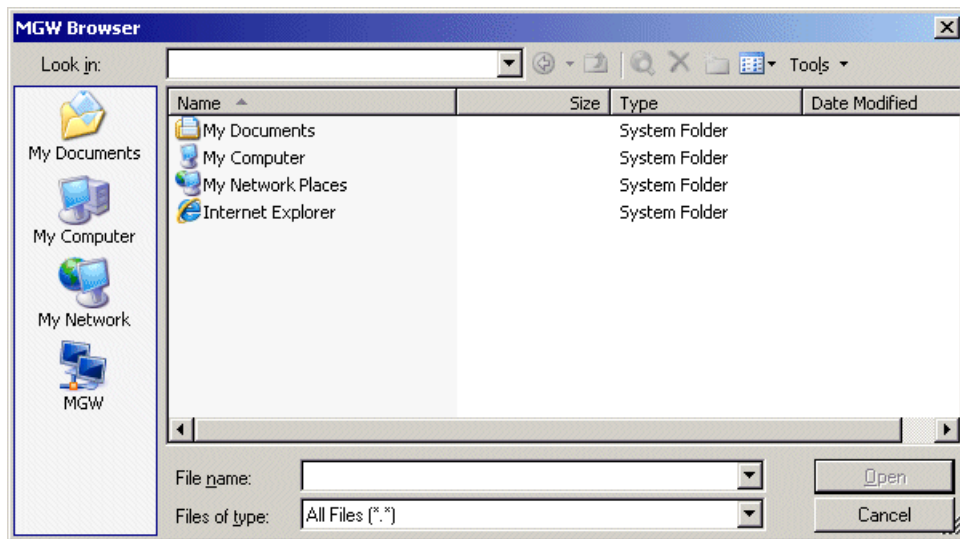 MGW Browser
Look in:
Tools
Name Size Type Date Modified
My Documents System Folder
My Computer System Folder
My Network Places System Folder
Internet Explorer System Folder
My Documents
My Computer
My Network
MGW
File name:
Open
Files of type: All Files (*.*)
Cancel